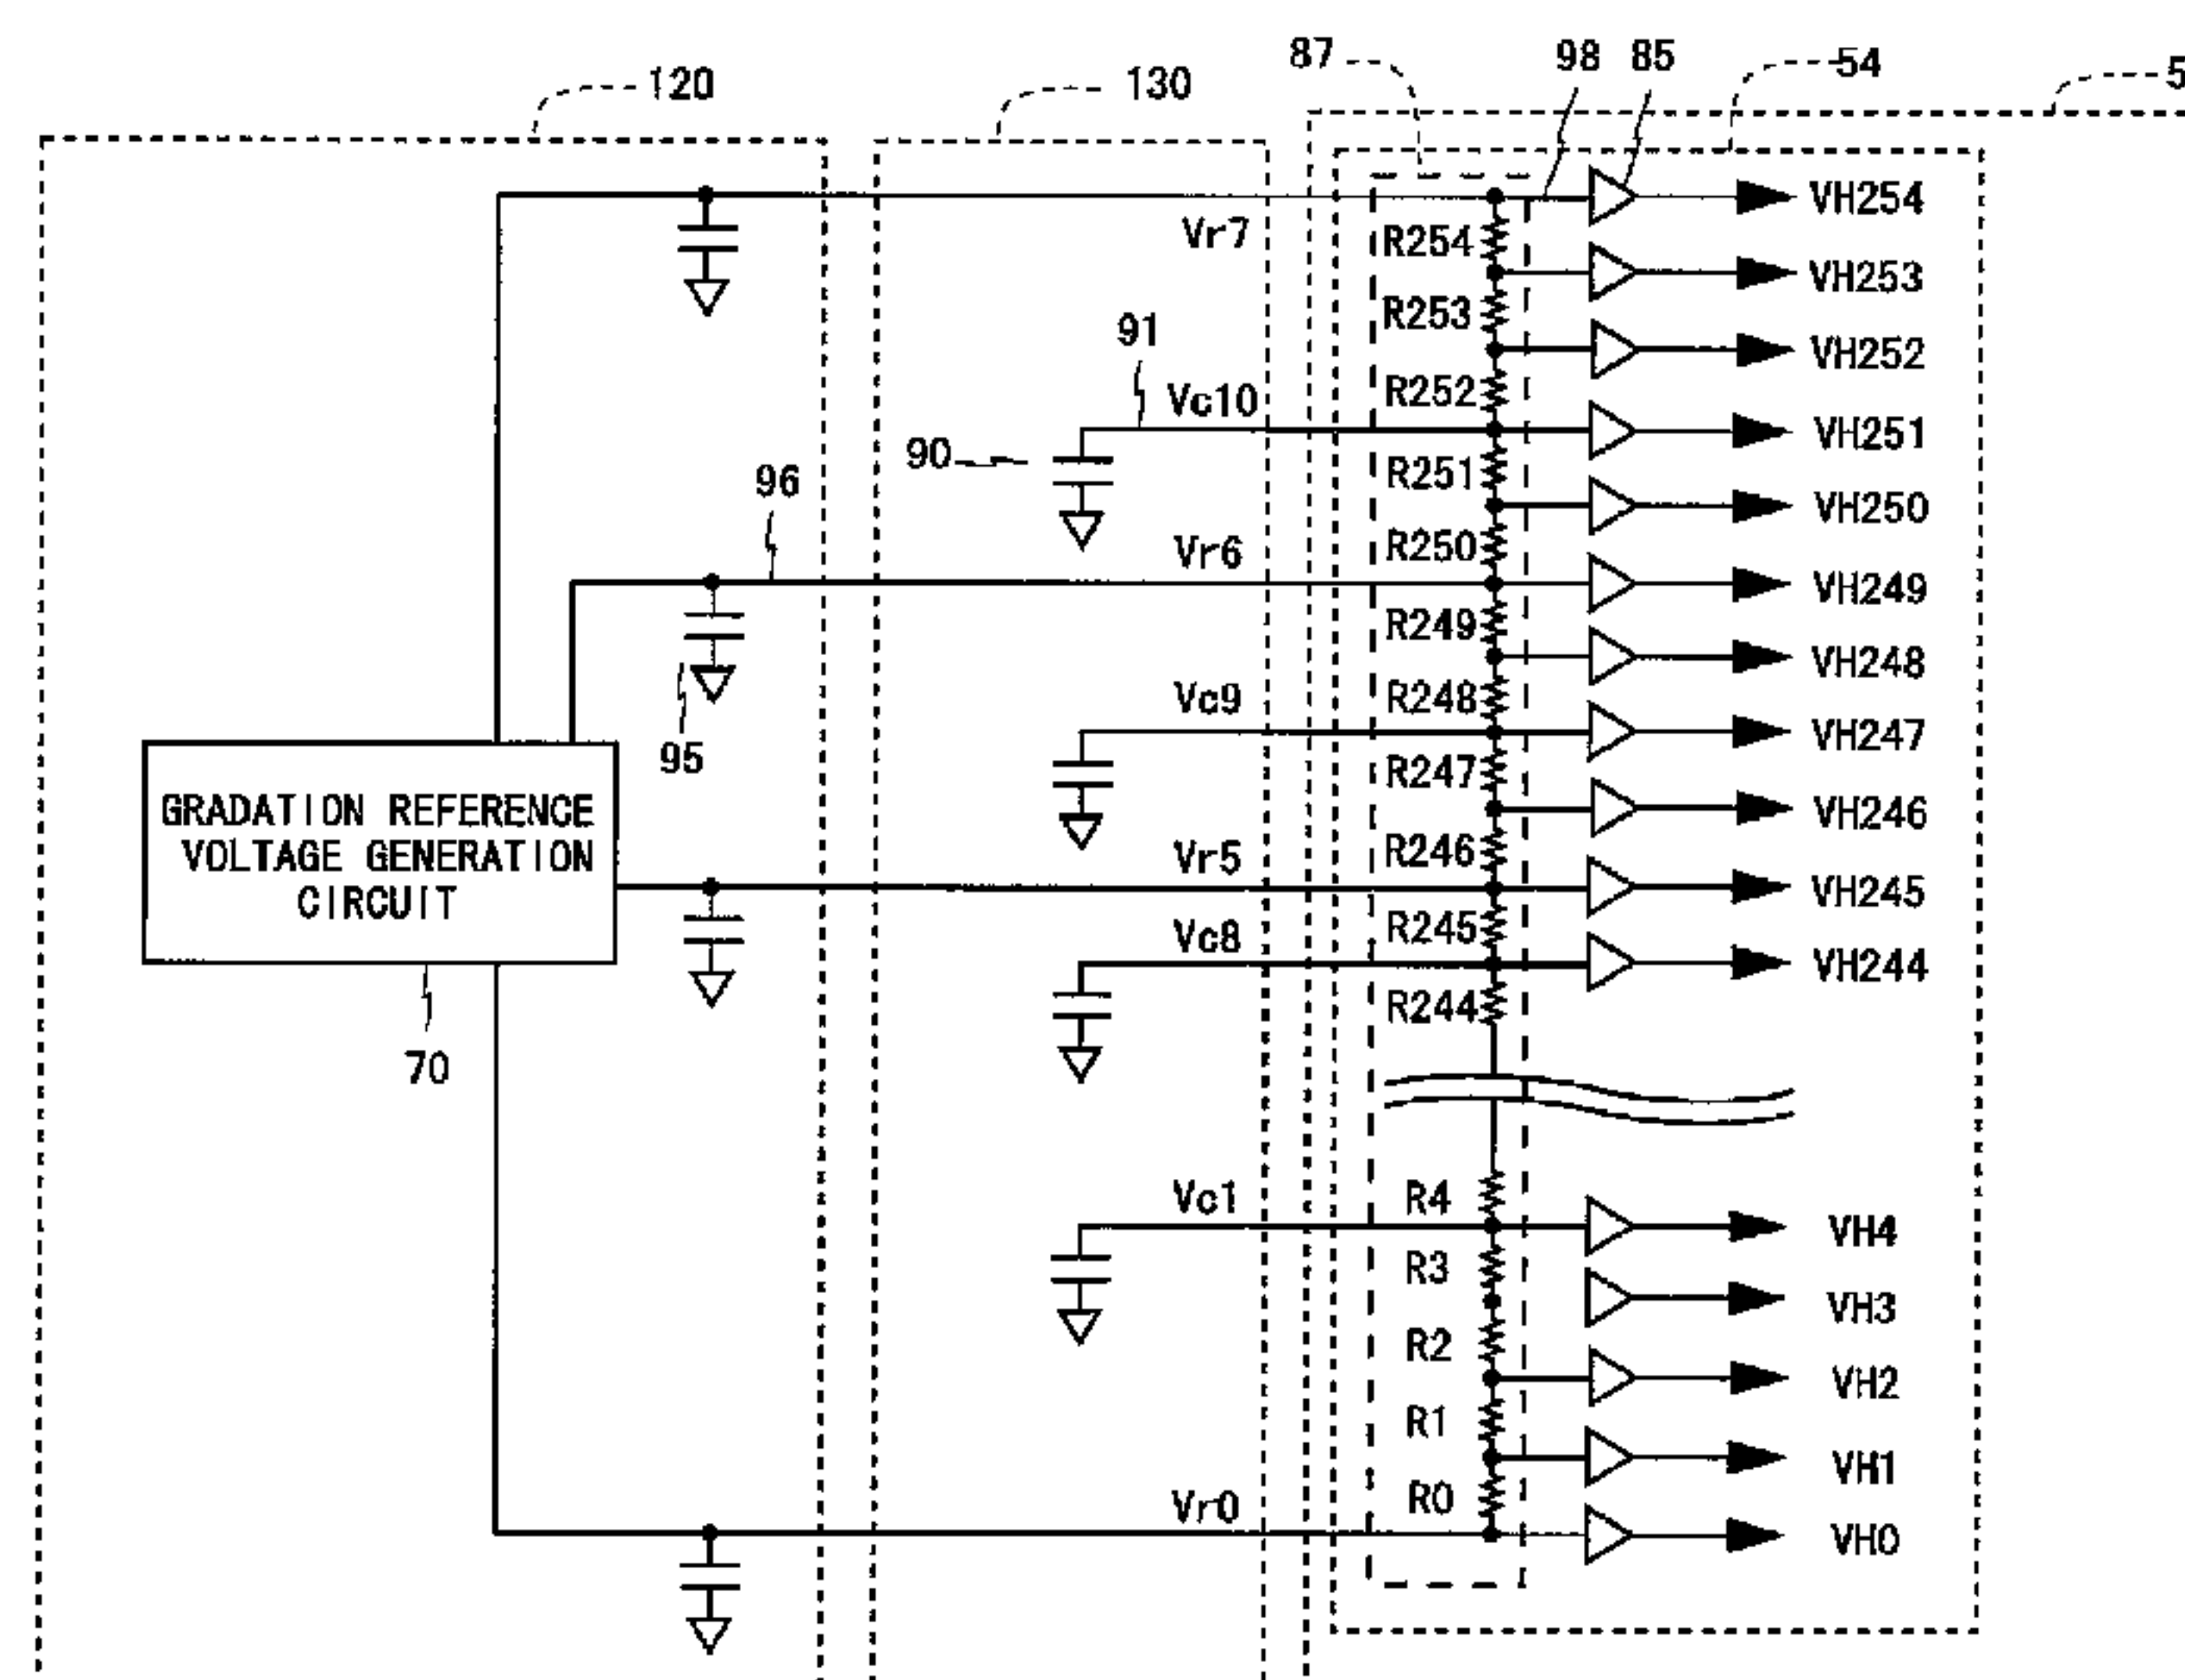 120
130
87
98
85
54
5
Vr7
R254
VH254
R253
VH253
91
VH252
Vc10
R252
90
VH251
R251
96
VH250
Vr6
R250
VH249
R249
VH248
Vc9
R248
95
VH247
R247
GRADATION REFERENCE
VOLTAGE GENERATION
CIRCUIT
VH246
Vr5
R246
VH245
Vc8
R245
VH244
R244
70
Vc1
R4
VH4
R3
VH3
R2
VH2
R1
VH1
Vr0
R0
VH0